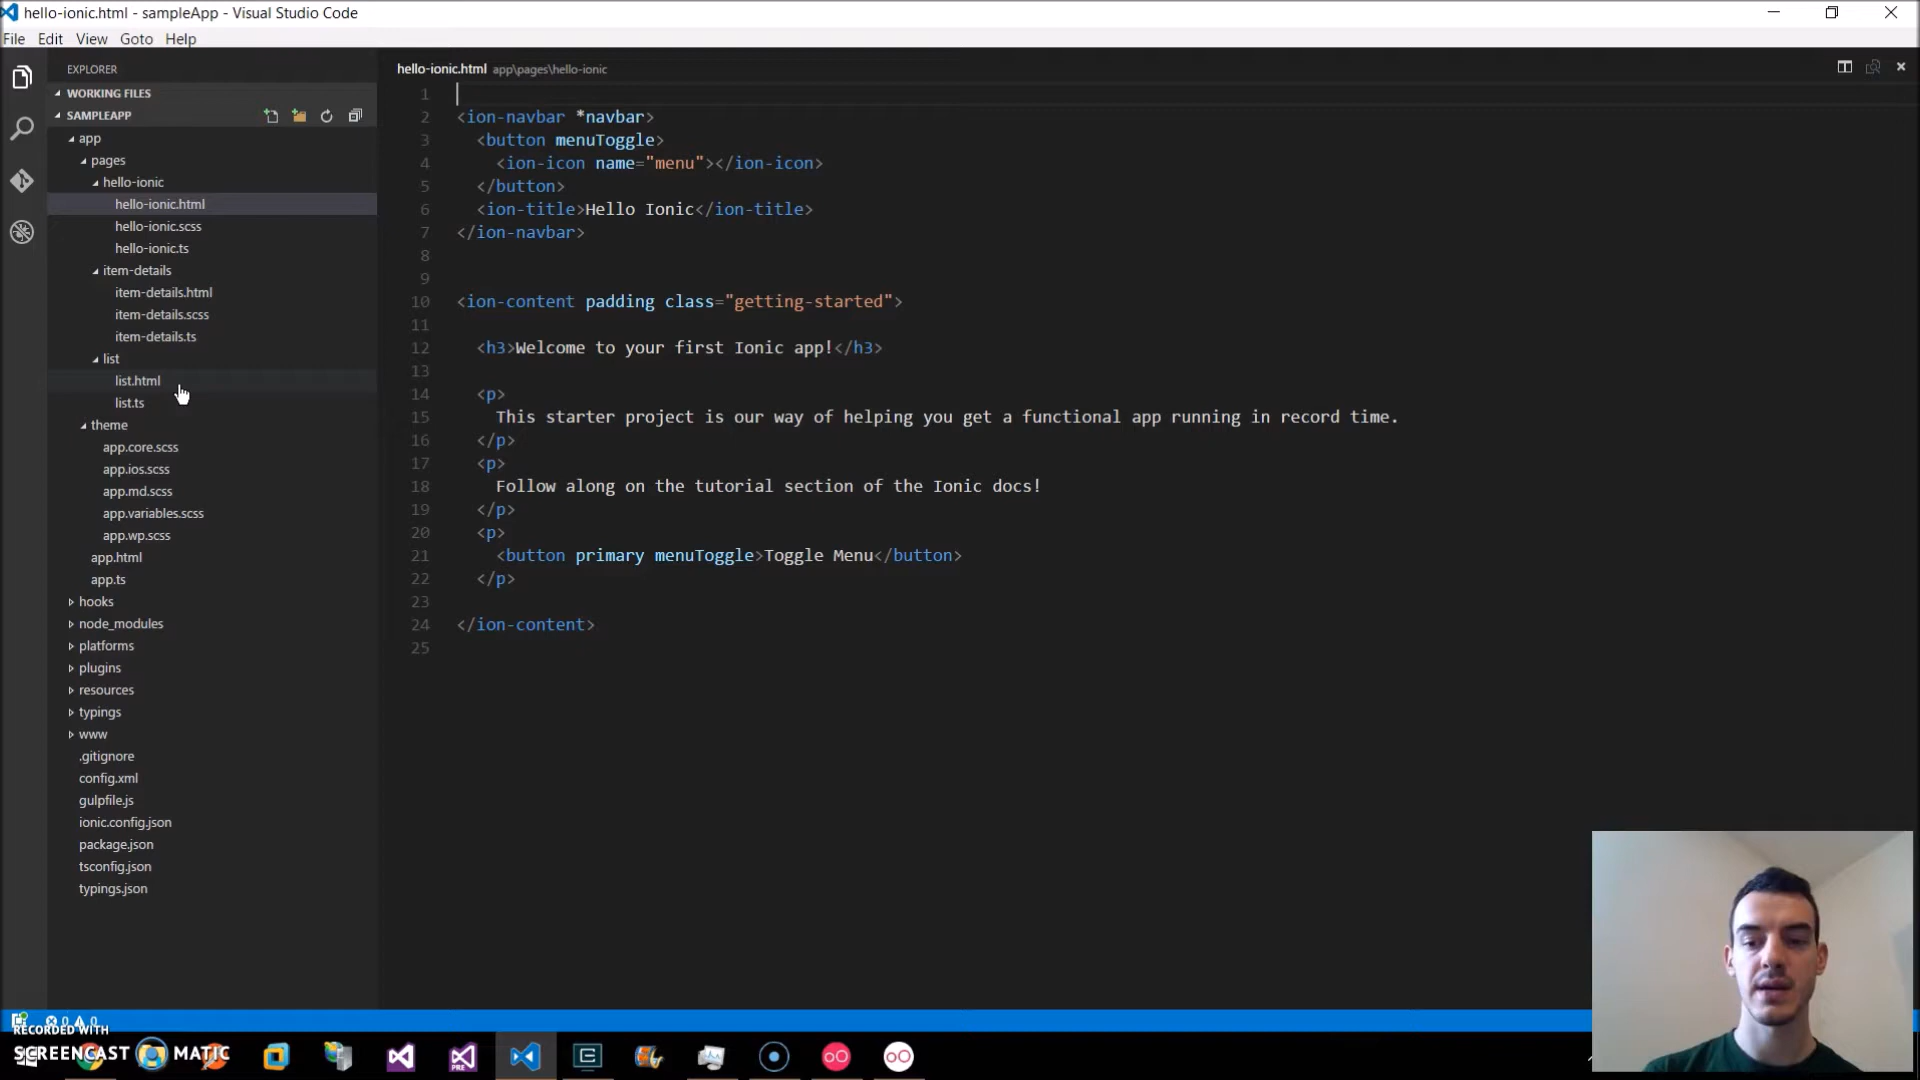 hello-ionic.html - sampleApp - Visual Studio Code
File Edit View Goto Help
EXPLORER
WORKING FILES
SAMPLEAPP
app
pages
hello-ionic
hello-ionic.html
hello-ionic.scss
hello-ionic.ts
item-details
item-details.html
item-details.scss
item-details.ts
list
list.html
list.ts
theme
app.core.scss
app.ios.scss
app.md.scss
app.variables.scss
app.wp.scss
app.html
app.ts
hooks
node_modules
platforms
plugins
resources
typings
www
.gitignore
config.xml
gulpfile.js
ionic.config.json
package.json
tsconfig.json
typings.json
hello-ionic.html app\pages\hello-ionic
1
2 <ion-navbar *navbar>
3 <button menuToggle>
4 <ion-icon name="menu"></ion-icon>
5 </button>
6 <ion-title>Hello Ionic</ion-title>
7 </ion-navbar>
8
9
10 <ion-content padding class="getting-started">
11
12 <h3>Welcome to your first Ionic app!</h3>
13
14 <p>
15 This starter project is our way of helping you get a functional app running in record time.
16 </p>
17 <p>
18 Follow along on the tutorial section of the Ionic docs!
19 </p>
20 <p>
21 <button primary menuToggle>Toggle Menu</button>
22 </p>
23
24 </ion-content>
25
0 0
RECORDED WITH
SCREENCAST MATIC
PRE